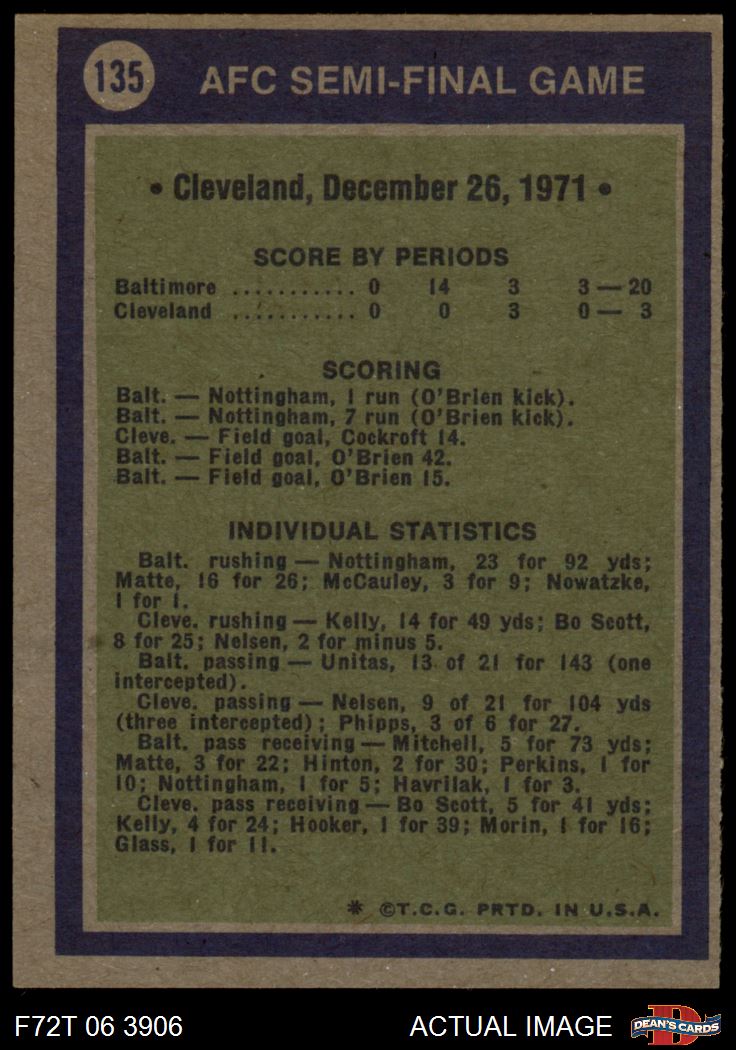 135
AFC SEMI-FINAL GAME
• Cleveland, December 26, 1971 •
SCORE BY PERIODS
Baltimore ........... 0 14 3 3 — 20
Cleveland ........... 0 0 3 0 — 3
SCORING
Balt. — Nottingham, 1 run (O'Brien kick).
Balt. — Nottingham, 7 run (O'Brien kick).
Cleve. — Field goal, Cockroft 14.
Balt. — Field goal, O'Brien 42.
Balt. — Field goal, O'Brien 15.
INDIVIDUAL STATISTICS
Balt. rushing — Nottingham, 23 for 92 yds;
Matte, 16 for 26; McCauley, 3 for 9; Nowatzke,
1 for 1.
Cleve. rushing — Kelly, 14 for 49 yds; Bo Scott,
8 for 25; Nelsen, 2 for minus 5.
Balt. passing — Unitas, 13 of 21 for 143 (one
intercepted).
Cleve. passing — Nelsen, 9 of 21 for 104 yds
(three intercepted); Phipps, 3 of 6 for 27.
Balt. pass receiving — Mitchell, 5 for 73 yds;
Matte, 3 for 22; Hinton, 2 for 30; Perkins, 1 for
10; Nottingham, 1 for 5; Havrilak, 1 for 3.
Cleve. pass receiving — Bo Scott, 5 for 41 yds;
Kelly, 4 for 24; Hooker, 1 for 39; Morin, 1 for 16;
Glass, 1 for 11.
* ©T.C.G. PRTD. IN U.S.A.
F72T 06 3906
ACTUAL IMAGE
DEAN'S CARDS